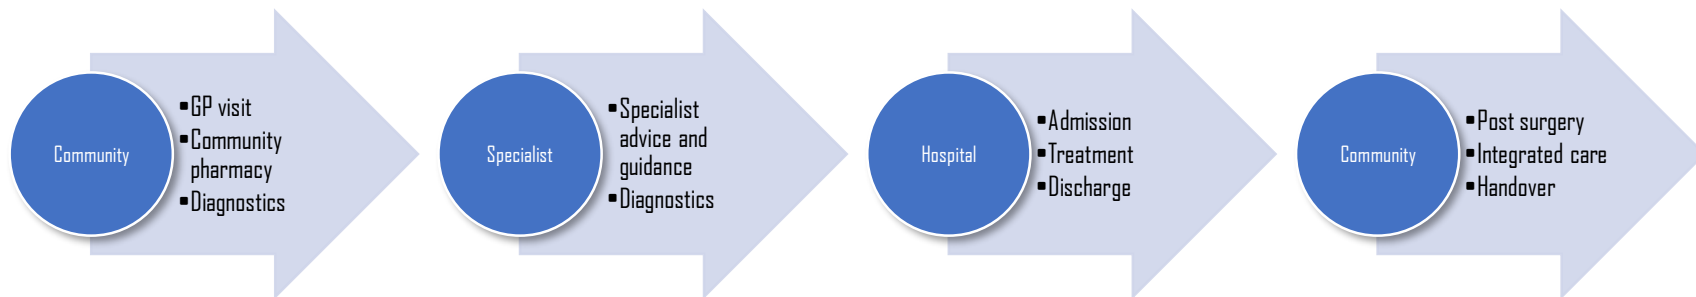 Community
▪GP visit
▪Community
pharmacy
▪Diagnostics
Specialist
▪Specialist
advice and
guidance
▪Diagnostics
Hospital
▪Admission
▪Treatment
▪Discharge
Community
▪Post surgery
▪Integrated care
▪Handover